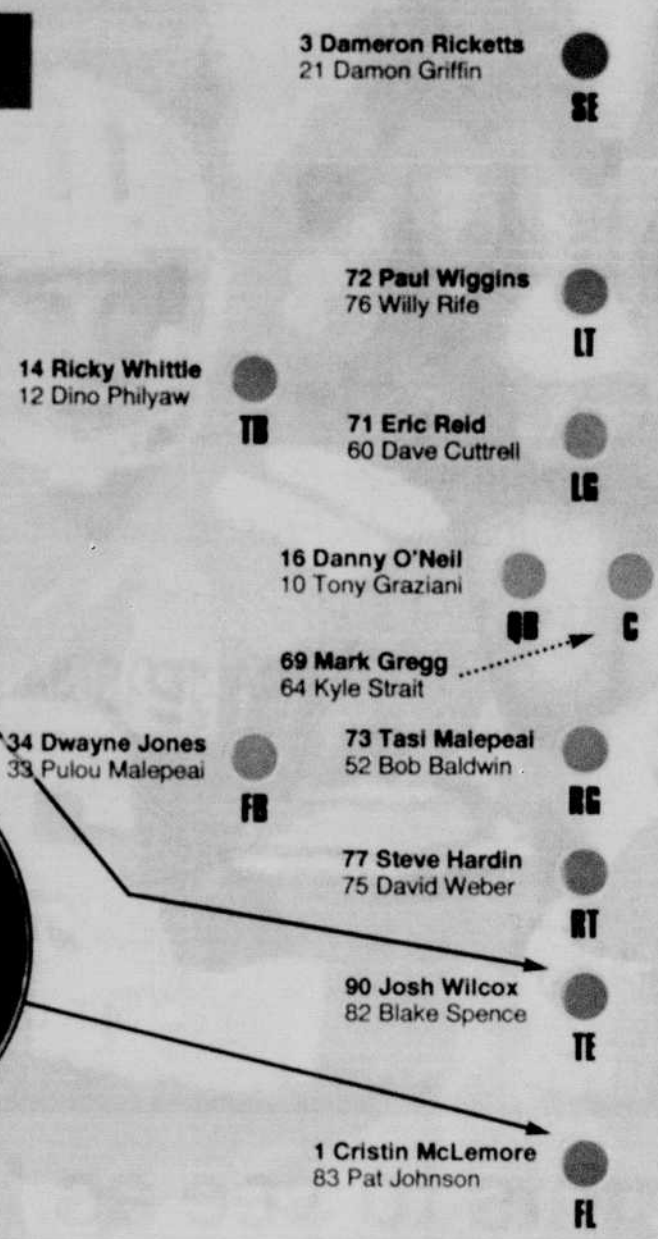 3 Dameron Ricketts
21 Damon Griffin
SE
72 Paul Wiggins
76 Willy Rife
LT
14 Ricky Whittle
12 Dino Philyaw
TB
71 Eric Reid
60 Dave Cuttrell
LG
16 Danny O'Neil
10 Tony Graziani
QB
C
69 Mark Gregg
64 Kyle Strait
34 Dwayne Jones
33 Pulou Malepeai
FB
73 Tasi Malepeai
52 Bob Baldwin
RG
77 Steve Hardin
75 David Weber
RT
90 Josh Wilcox
82 Blake Spence
TE
1 Cristin McLemore
83 Pat Johnson
FL